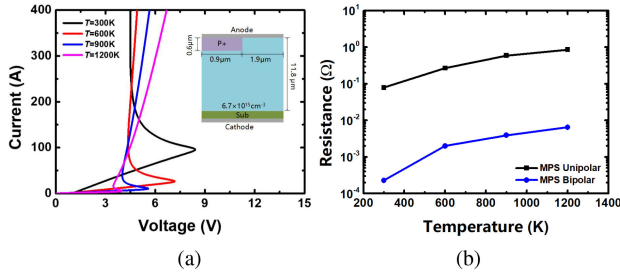 400
300
200
100
0
Current (A)
T=300K
T=600K
T=900K
T=1200K
Anode
P+
0.6μm
0.9μm
1.9μm
11.8 μm
6.7×10¹⁵cm⁻³
Sub
Cathode
0 3 6 9 12 15
Voltage (V)
(a)
10¹
10⁰
10⁻¹
10⁻²
10⁻³
10⁻⁴
Resistance (Ω)
MPS Unipolar
MPS Bipolar
200 400 600 800 1000 1200 1400
Temperature (K)
(b)